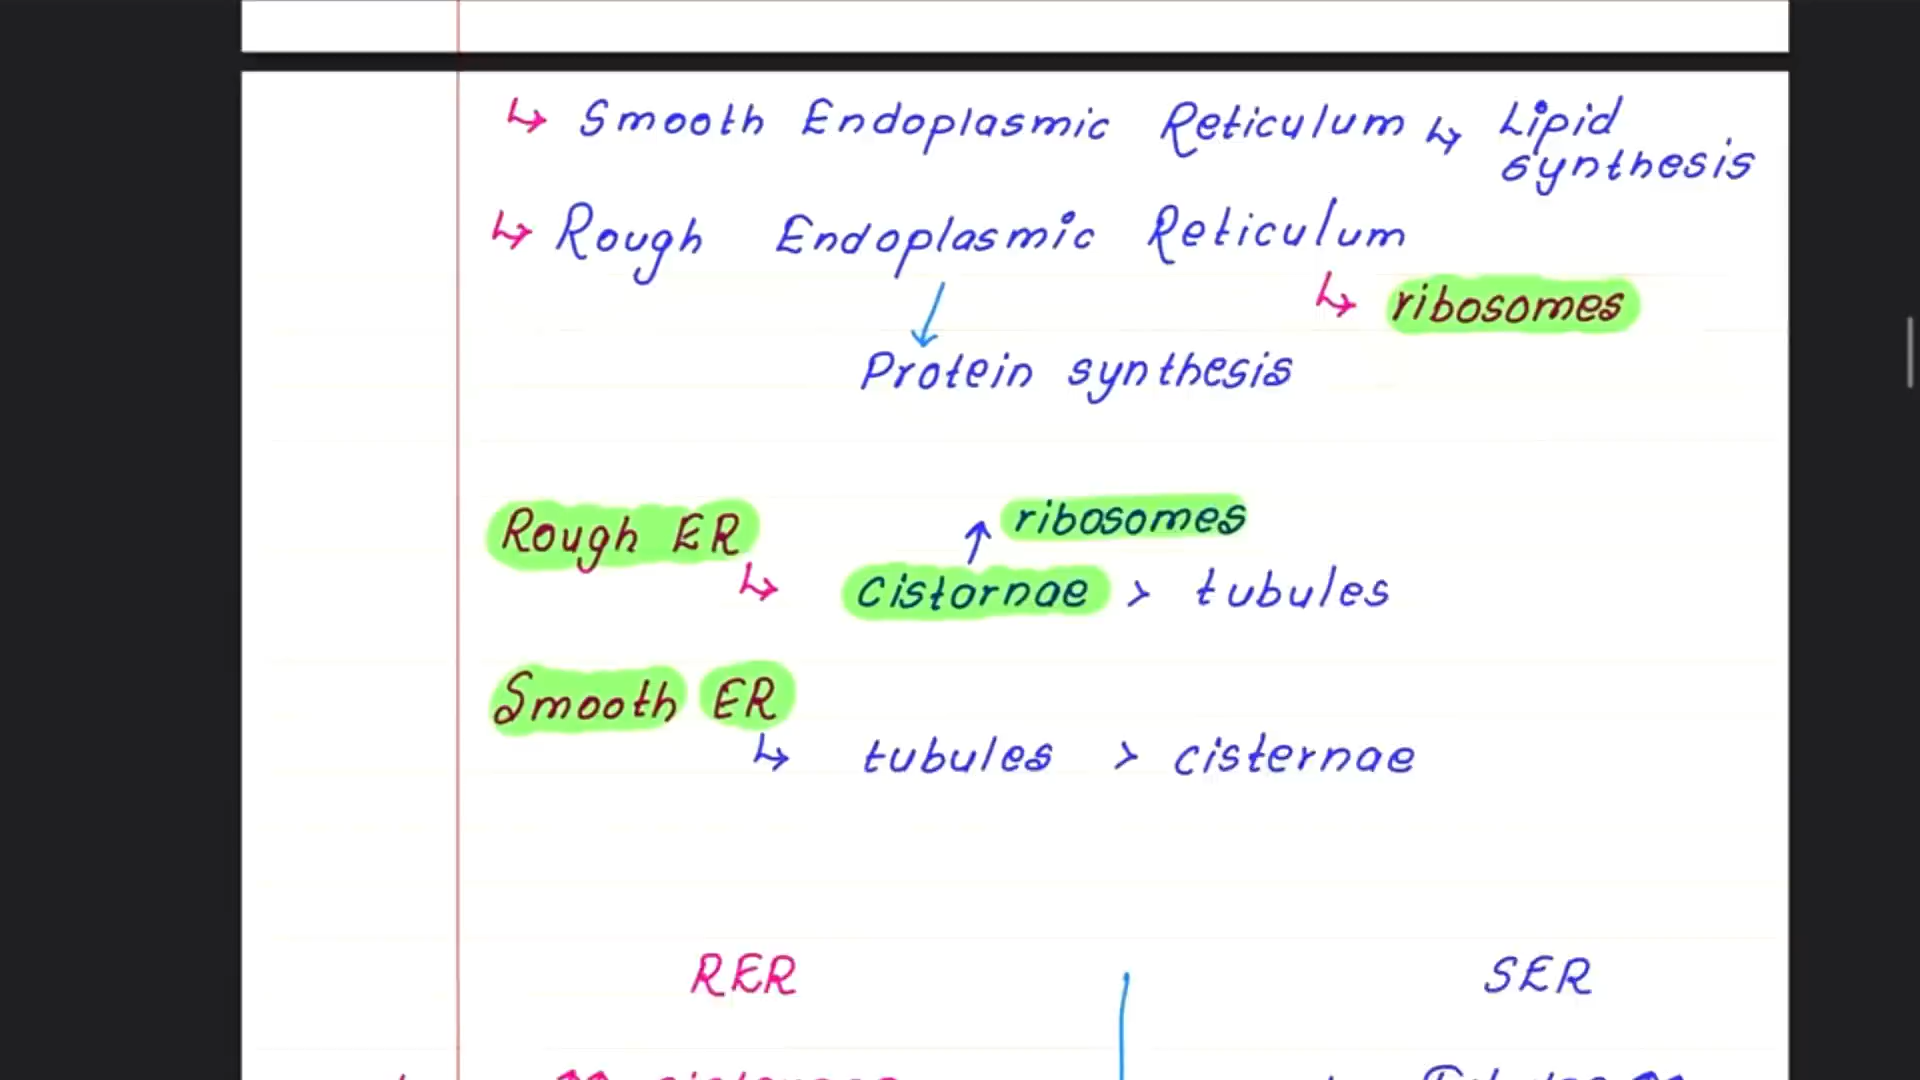 ↳ Smooth Endoplasmic Reticulum ↳ Lipid synthesis
↳ Rough Endoplasmic Reticulum
↳ ribosomes
↓
Protein synthesis
Rough ER
↑ ribosomes
↳ Cistornae > tubules
Smooth ER
↳ tubules > cisternae
RER
SER